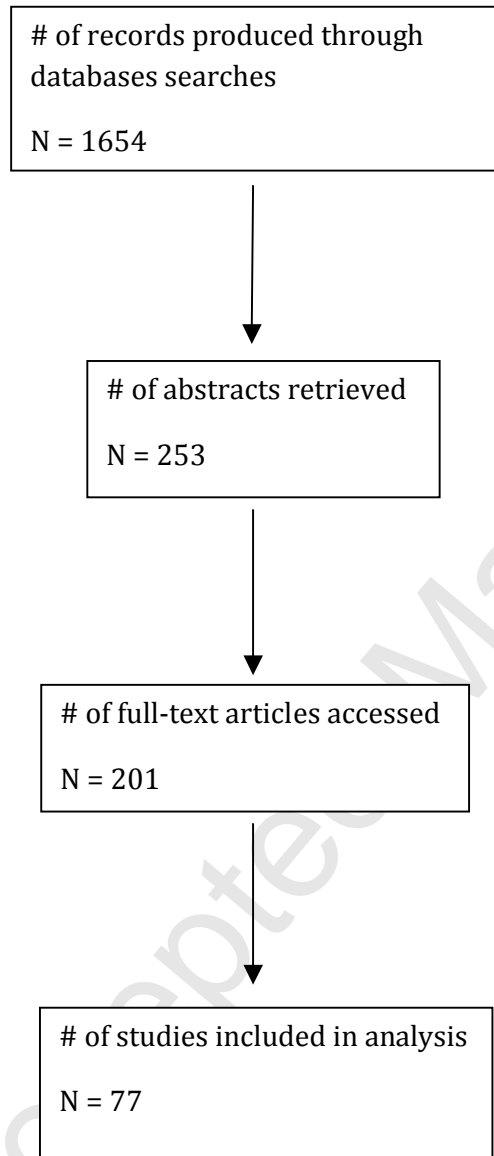 # of records produced through
databases searches
N = 1654
# of abstracts retrieved
N = 253
# of full-text articles accessed
N = 201
# of studies included in analysis
N = 77